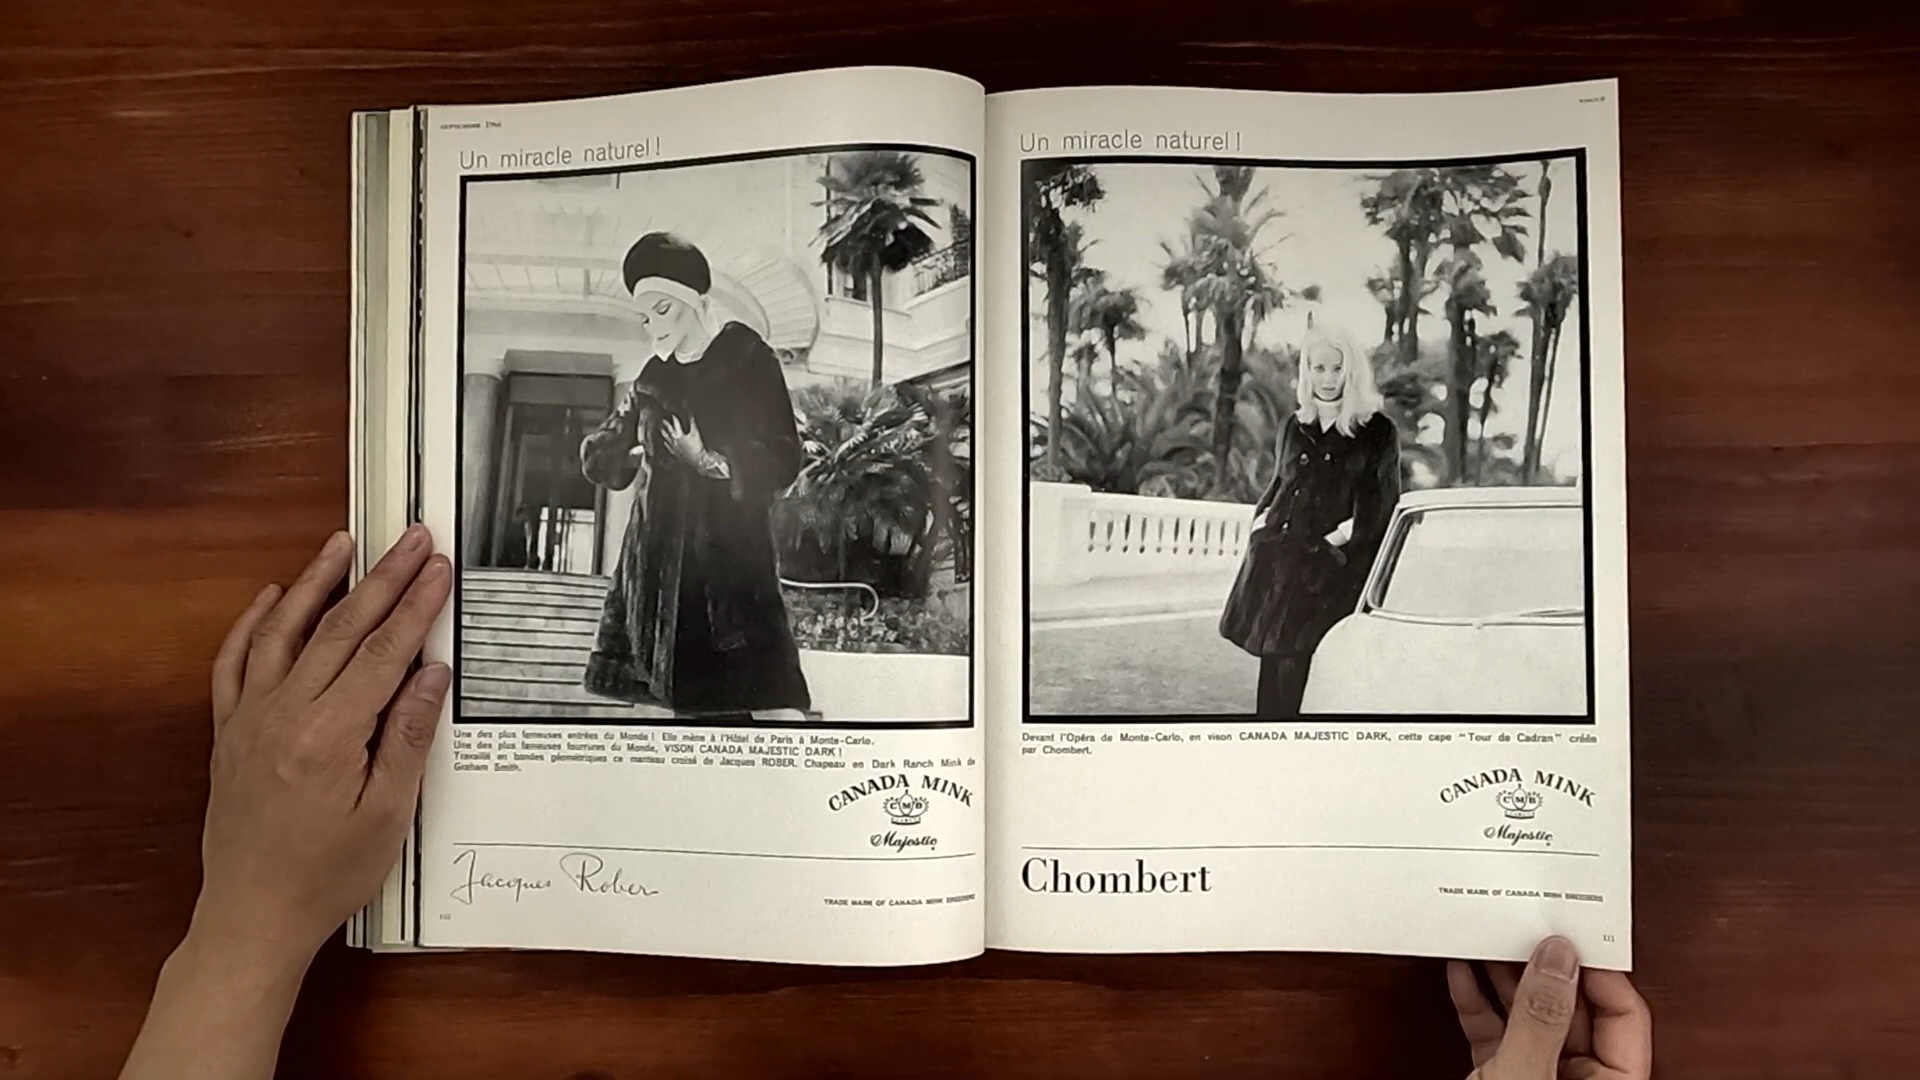 Un miracle naturel!
Une des plus fameuses entrées du Monde! Elle mène à l'Hôtel de Paris à Monte-Carlo.
Une des plus fameuses fourrures du Monde, VISON CANADA MAJESTIC DARK!
Travaillé en bandes géométriques ce manteau croisé de Jacques ROBER. Chapeau en Dark Ranch Mink de
Graham Smith.
CANADA MINK
CMB
Majestic
Jacques Rober
TRADE MARK OF CANADA MINK BREEDERS
Un miracle naturel!
Devant l'Opéra de Monte-Carlo, en vison CANADA MAJESTIC DARK, cette cape "Tour de Cadran" créée
par Chombert.
CANADA MINK
CMB
Majestic
Chombert
TRADE MARK OF CANADA MINK BREEDERS